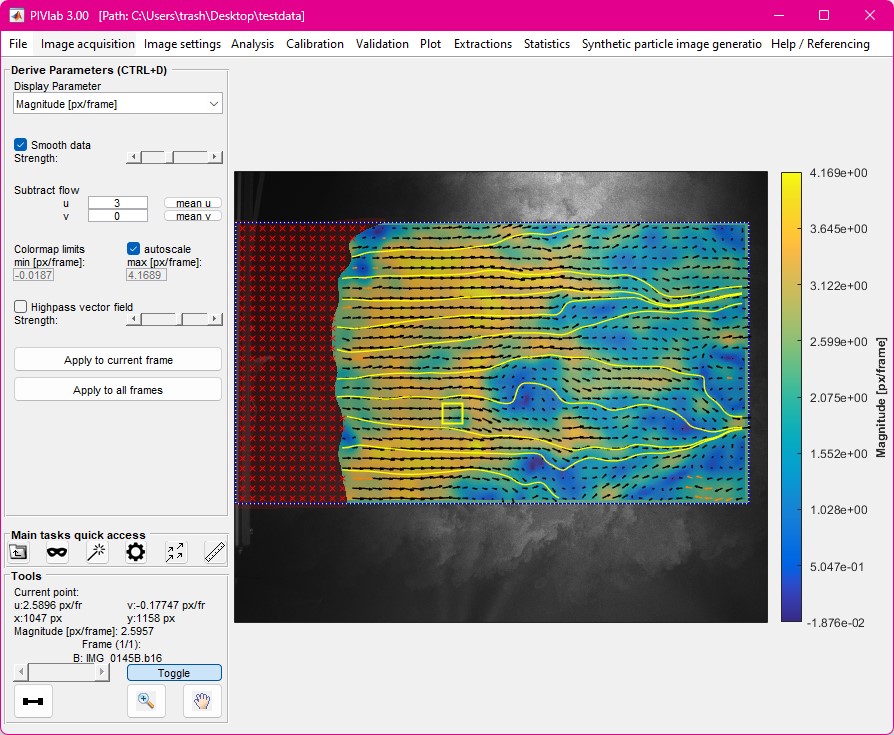 PIVlab 3.00 [Path: C:\Users\trash\Desktop\testdata]
File Image acquisition Image settings Analysis Calibration Validation Plot Extractions Statistics Synthetic particle image generatio Help / Referencing
Derive Parameters (CTRL+D)
Display Parameter
Magnitude [px/frame]
Smooth data
Strength:
Subtract flow
u 3 mean u
v 0 mean v
Colormap limits autoscale
min [px/frame]: max [px/frame]:
-0.0187 4.1689
Highpass vector field
Strength:
Apply to current frame
Apply to all frames
Main tasks quick access
Tools
Current point:
u:2.5896 px/fr v:-0.17747 px/fr
x:1047 px y:1158 px
Magnitude [px/frame]: 2.5957
Frame (1/1):
B: IMG_0145B.b16
Toggle
4.169e+00
3.645e+00
3.122e+00
2.599e+00
2.075e+00
1.552e+00
1.028e+00
5.047e-01
-1.876e-02
Magnitude [px/frame]